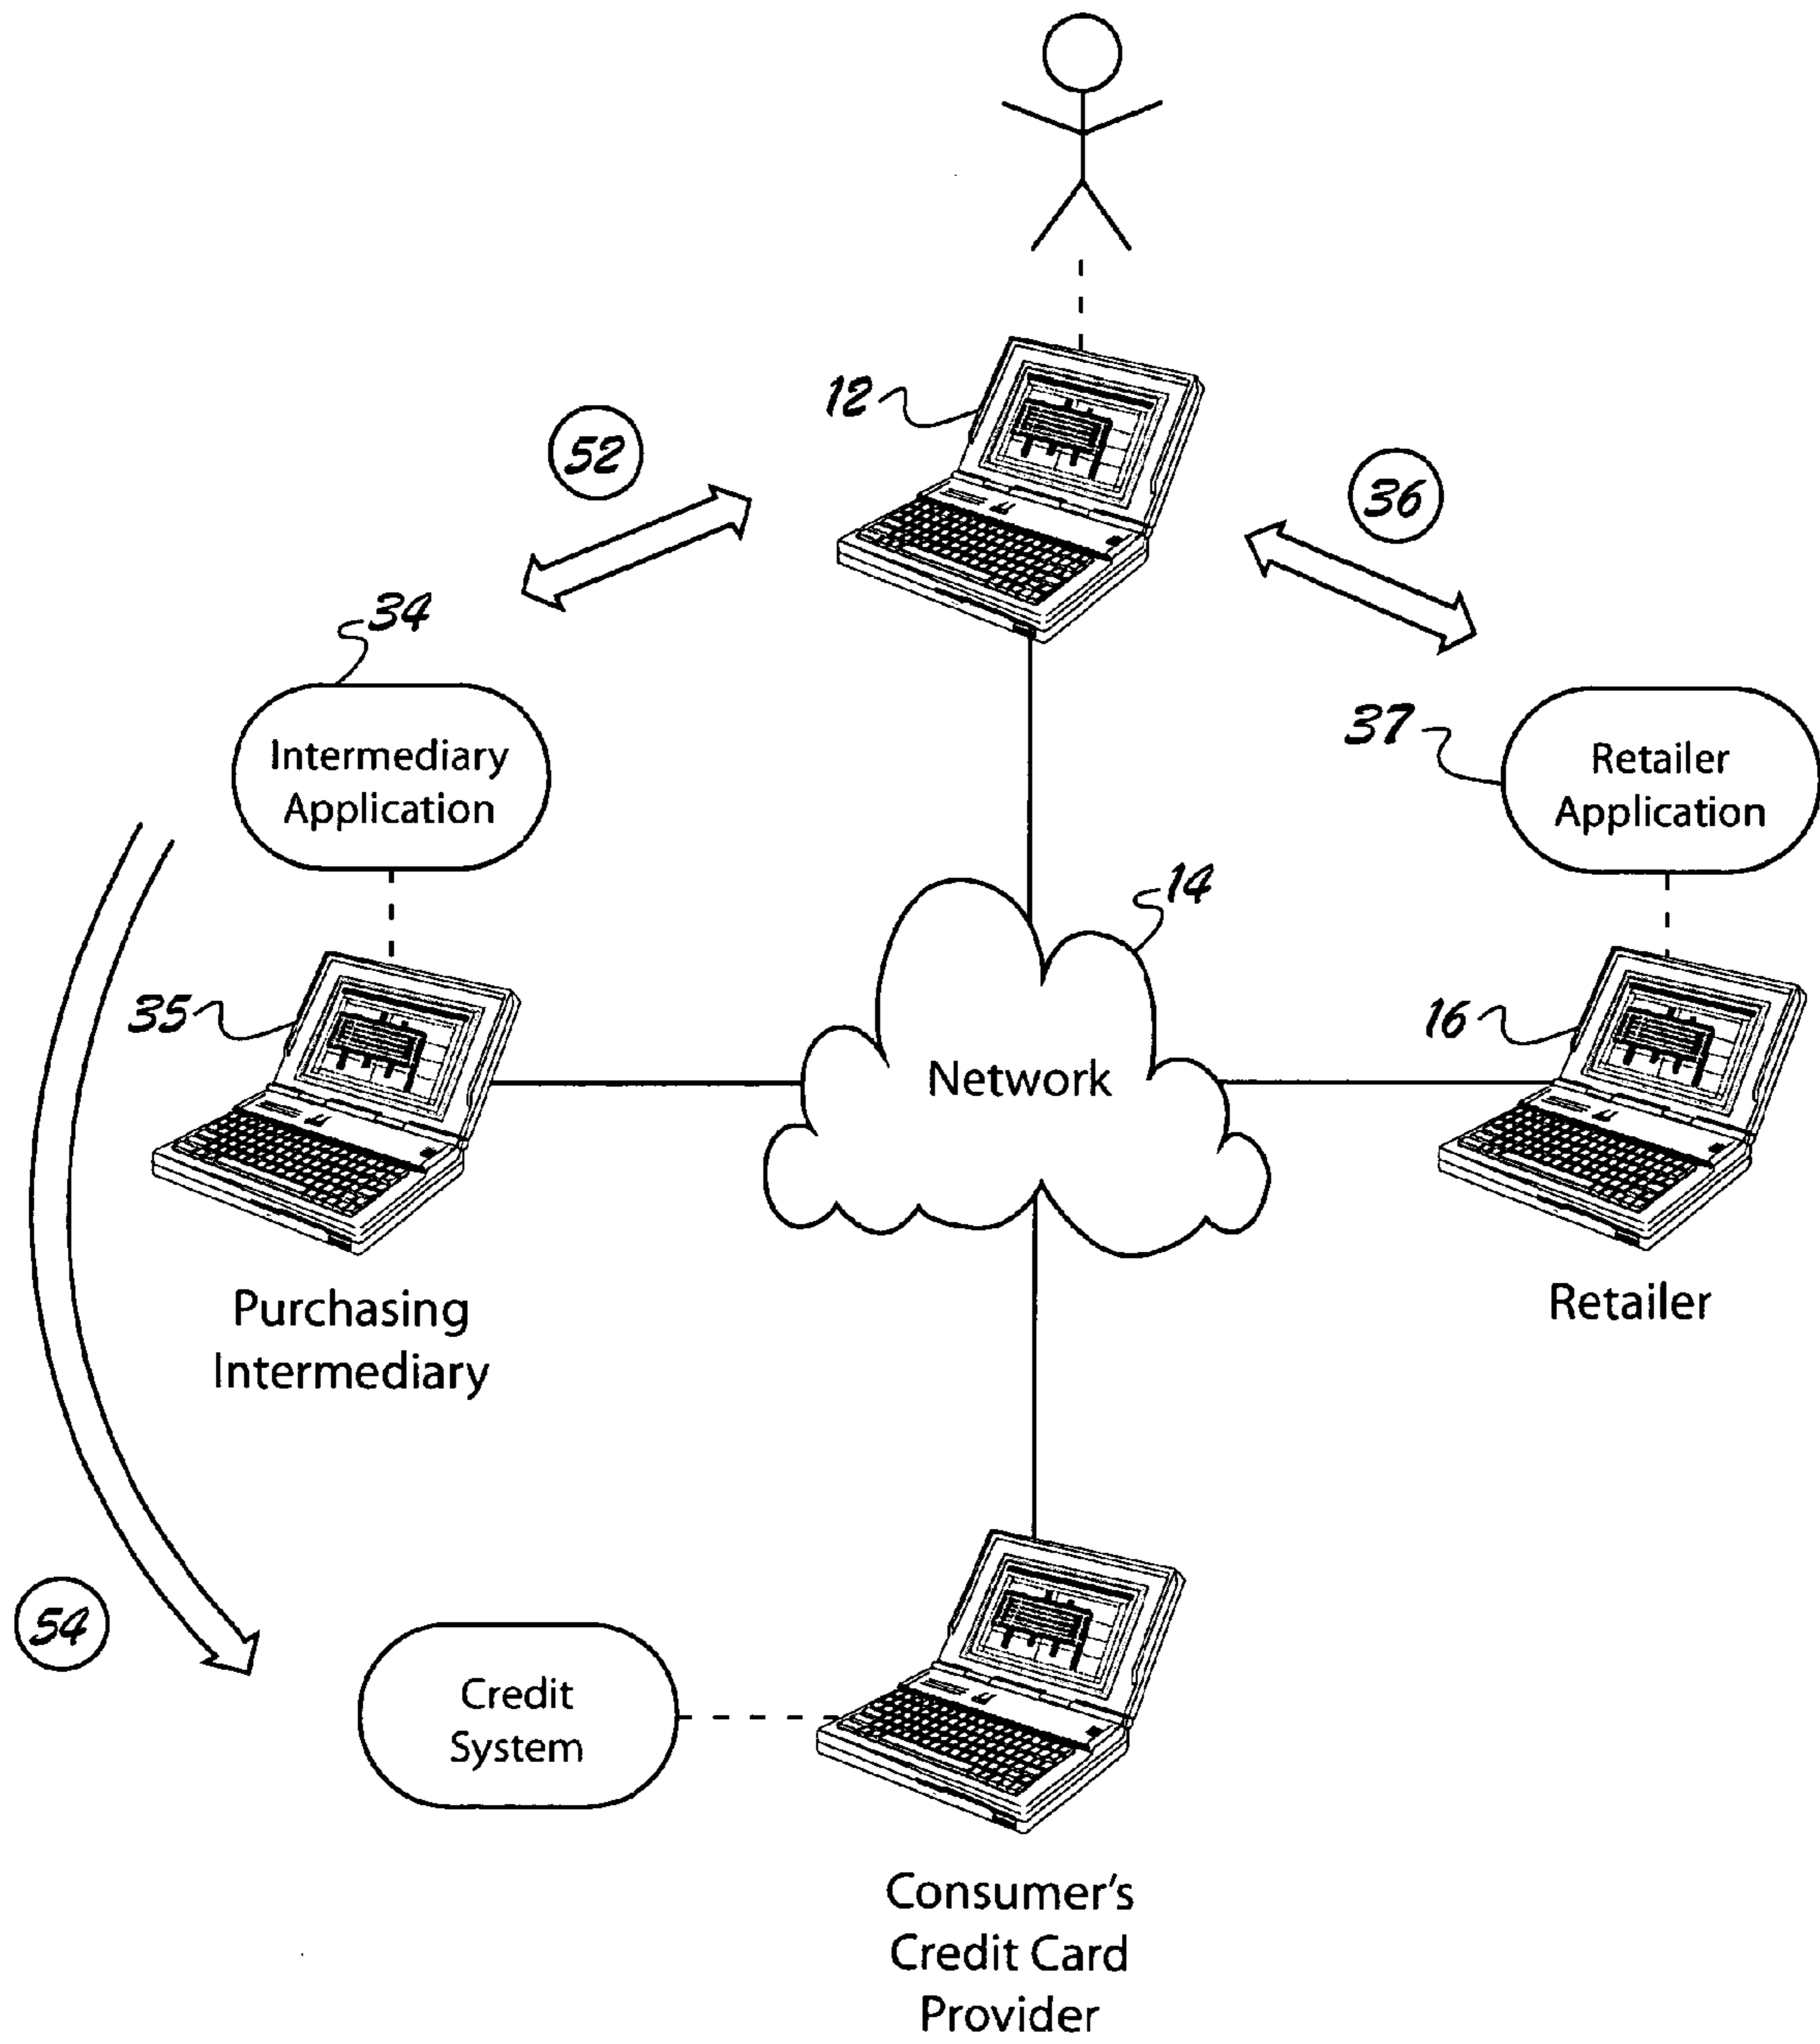 12
52
36
34
37
Intermediary
Application
Retailer
Application
14
35
16
Network
Purchasing
Intermediary
Retailer
54
Credit
System
Consumer's
Credit Card
Provider